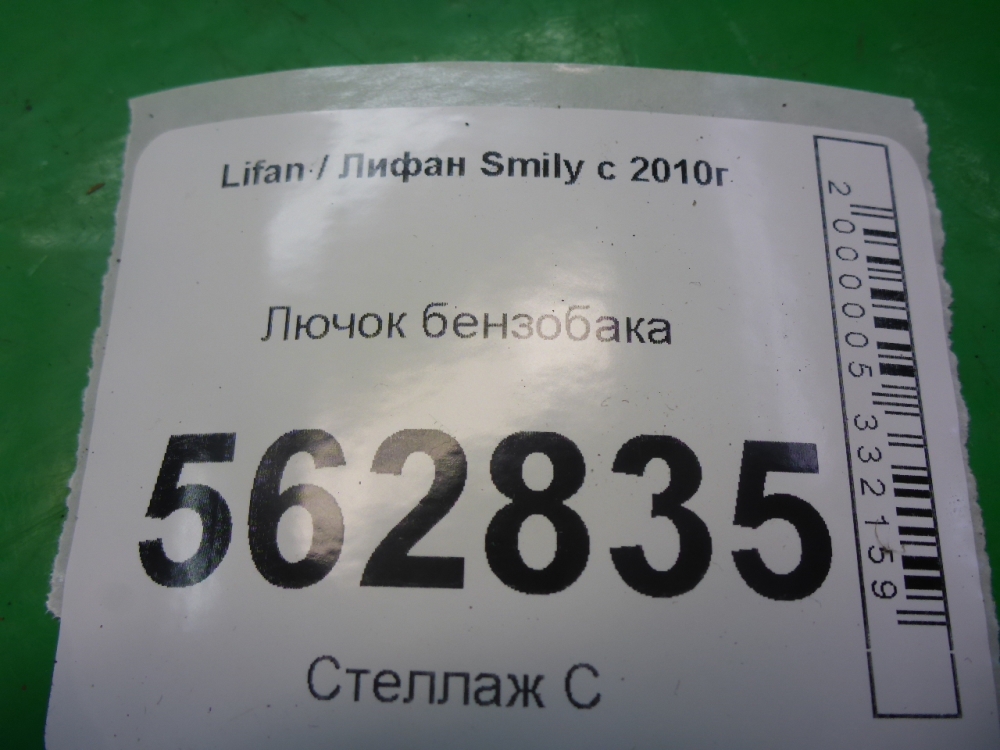 Lifan / Лифан Smily с 2010г
Лючок бензобака
562835
Стеллаж С
2000005332159